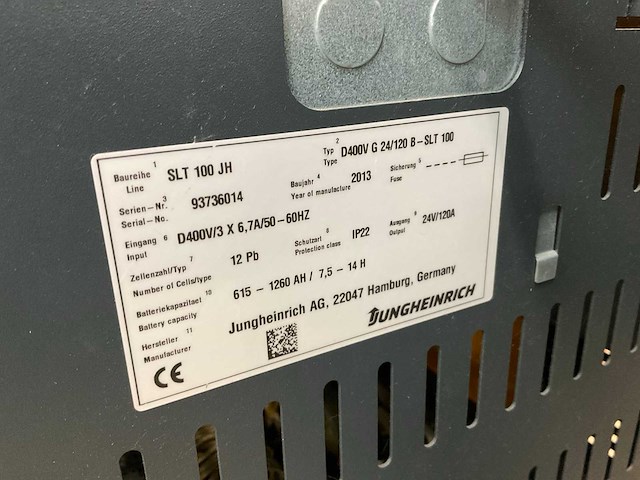 Baureihe 1 SLT 100 JH Typ 2 D400V G 24/120 B-SLT 100
Line Type
Serien-Nr. 3 93736014 Baujahr 4 2013 Sicherung 5
Serial-No. Year of manufacture Fuse
Eingang 6 D400V/3 X 6,7A/50-60HZ
Input
Zellenzahl/Typ 7 12 Pb Schutzart 8 IP22 Ausgang 9 24V/120A
Number of Cells/type Protection class Output
Batteriekapazitaet 10 615 - 1260 AH / 7,5 - 14 H
Battery capacity
Hersteller 11 Jungheinrich AG, 22047 Hamburg, Germany
Manufacturer
CE JUNGHEINRICH